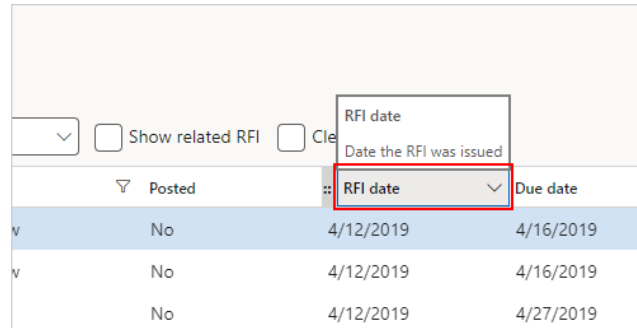 RFI date
Date the RFI was issued
Show related RFI Cle
Posted RFI date Due date
w No 4/12/2019 4/16/2019
w No 4/12/2019 4/16/2019
No 4/12/2019 4/27/2019